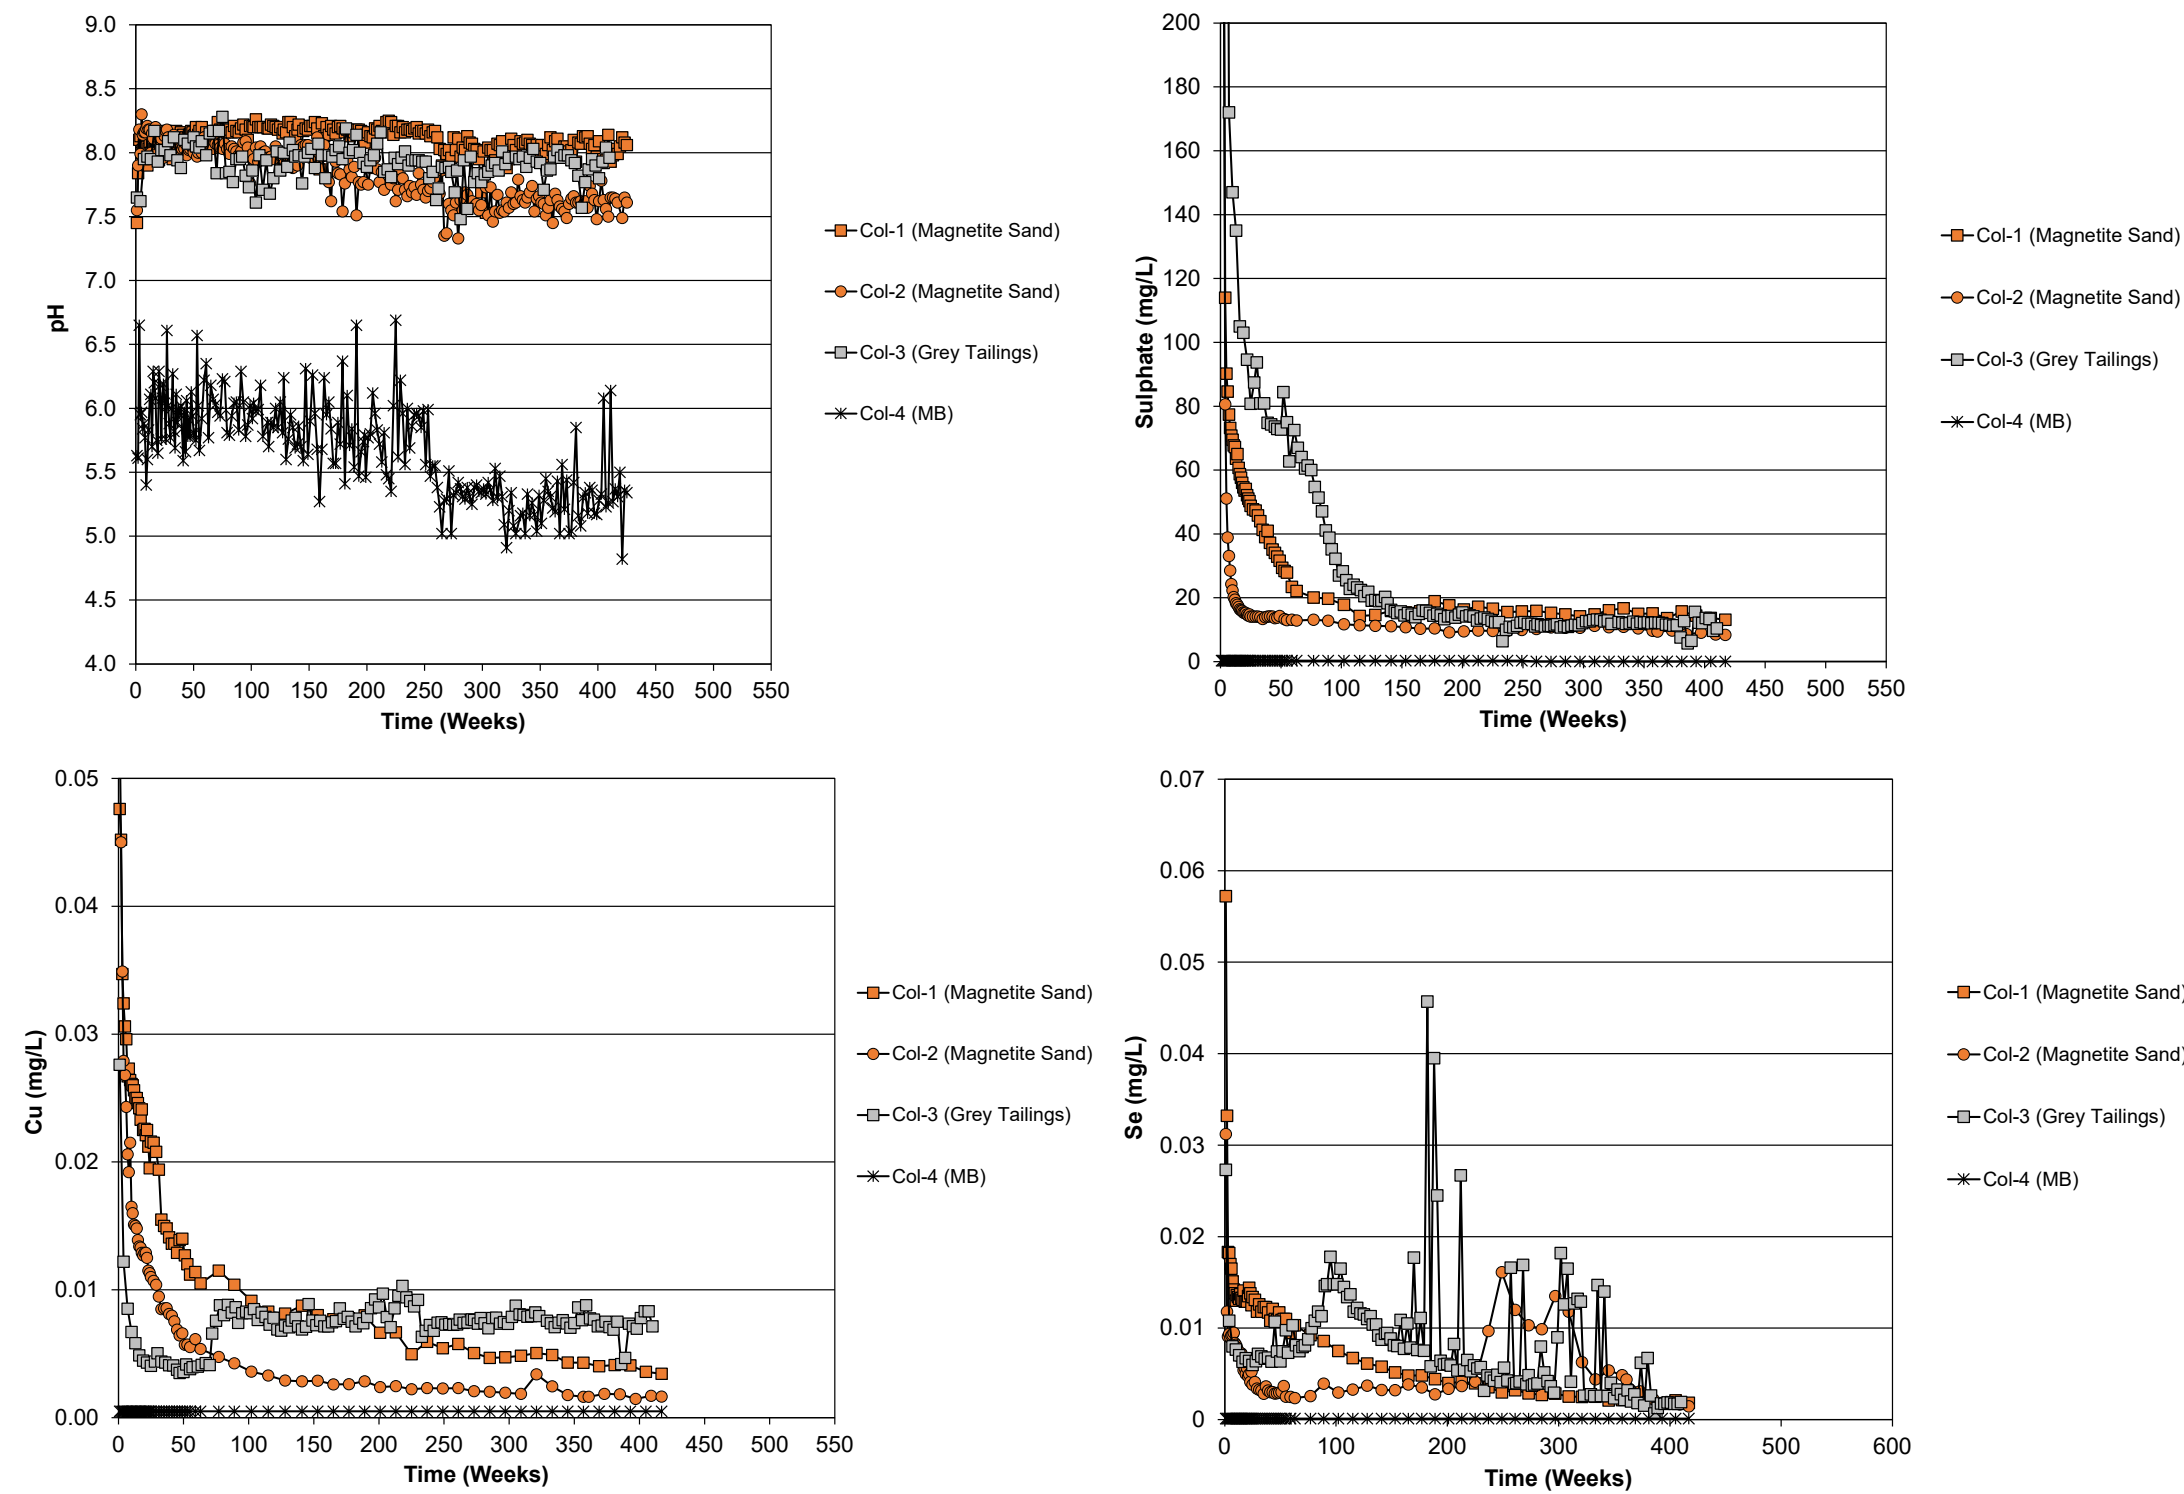 9.0
8.5
8.0
7.5
7.0
6.5
6.0
5.5
5.0
4.5
4.0
pH
0 50 100 150 200 250 300 350 400 450 500 550
Time (Weeks)
Col-1 (Magnetite Sand)
Col-2 (Magnetite Sand)
Col-3 (Grey Tailings)
Col-4 (MB)
200
180
160
140
120
100
80
60
40
20
0
Sulphate (mg/L)
0 50 100 150 200 250 300 350 400 450 500 550
Time (Weeks)
Col-1 (Magnetite Sand)
Col-2 (Magnetite Sand)
Col-3 (Grey Tailings)
Col-4 (MB)
0.05
0.04
0.03
0.02
0.01
0.00
Cu (mg/L)
0 50 100 150 200 250 300 350 400 450 500 550
Time (Weeks)
Col-1 (Magnetite Sand)
Col-2 (Magnetite Sand)
Col-3 (Grey Tailings)
Col-4 (MB)
0.07
0.06
0.05
0.04
0.03
0.02
0.01
0
Se (mg/L)
0 100 200 300 400 500 600
Time (Weeks)
Col-1 (Magnetite Sand)
Col-2 (Magnetite Sand)
Col-3 (Grey Tailings)
Col-4 (MB)